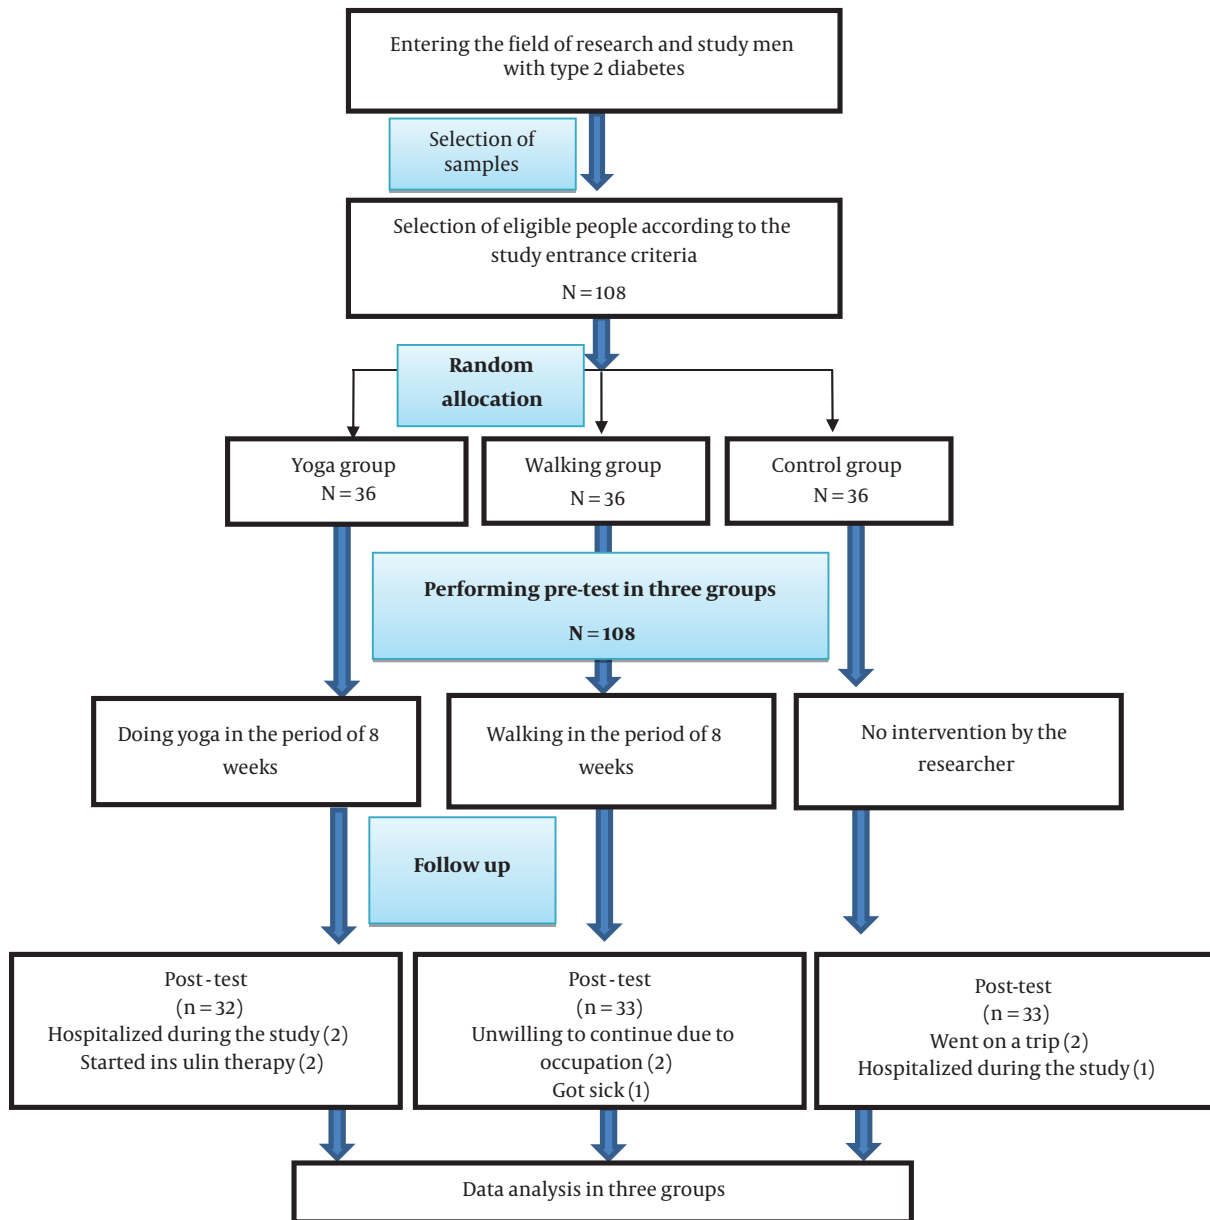 Entering the field of research and study men
with type 2 diabetes
Selection of
samples
Selection of eligible people according to the
study entrance criteria
N = 108
Random
allocation
Yoga group
N = 36
Walking group
N = 36
Control group
N = 36
Performing pre-test in three groups
N = 108
Doing yoga in the period of 8
weeks
Walking in the period of 8
weeks
No intervention by the
researcher
Follow up
Post - test
(n = 32)
Hospitalized during the study (2)
Started ins ulin therapy (2)
Post - test
(n = 33)
Unwilling to continue due to
occupation (2)
Got sick (1)
Post-test
(n = 33)
Went on a trip (2)
Hospitalized during the study (1)
Data analysis in three groups